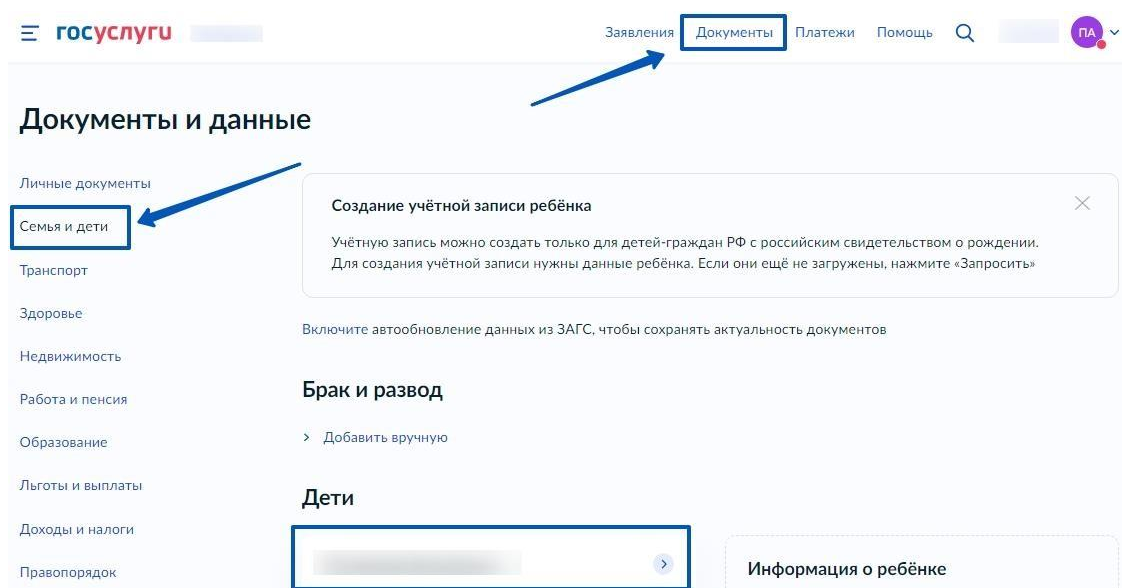 госуслуги
Заявления Документы Платежи Помощь ПА
Документы и данные
Личные документы
Семья и дети
Транспорт
Здоровье
Недвижимость
Работа и пенсия
Образование
Льготы и выплаты
Доходы и налоги
Правопорядок
Создание учётной записи ребёнка
Учётную запись можно создать только для детей-граждан РФ с российским свидетельством о рождении.
Для создания учётной записи нужны данные ребёнка. Если они ещё не загружены, нажмите «Запросить»
Включите автообновление данных из ЗАГС, чтобы сохранять актуальность документов
Брак и развод
Добавить вручную
Дети
Информация о ребёнке